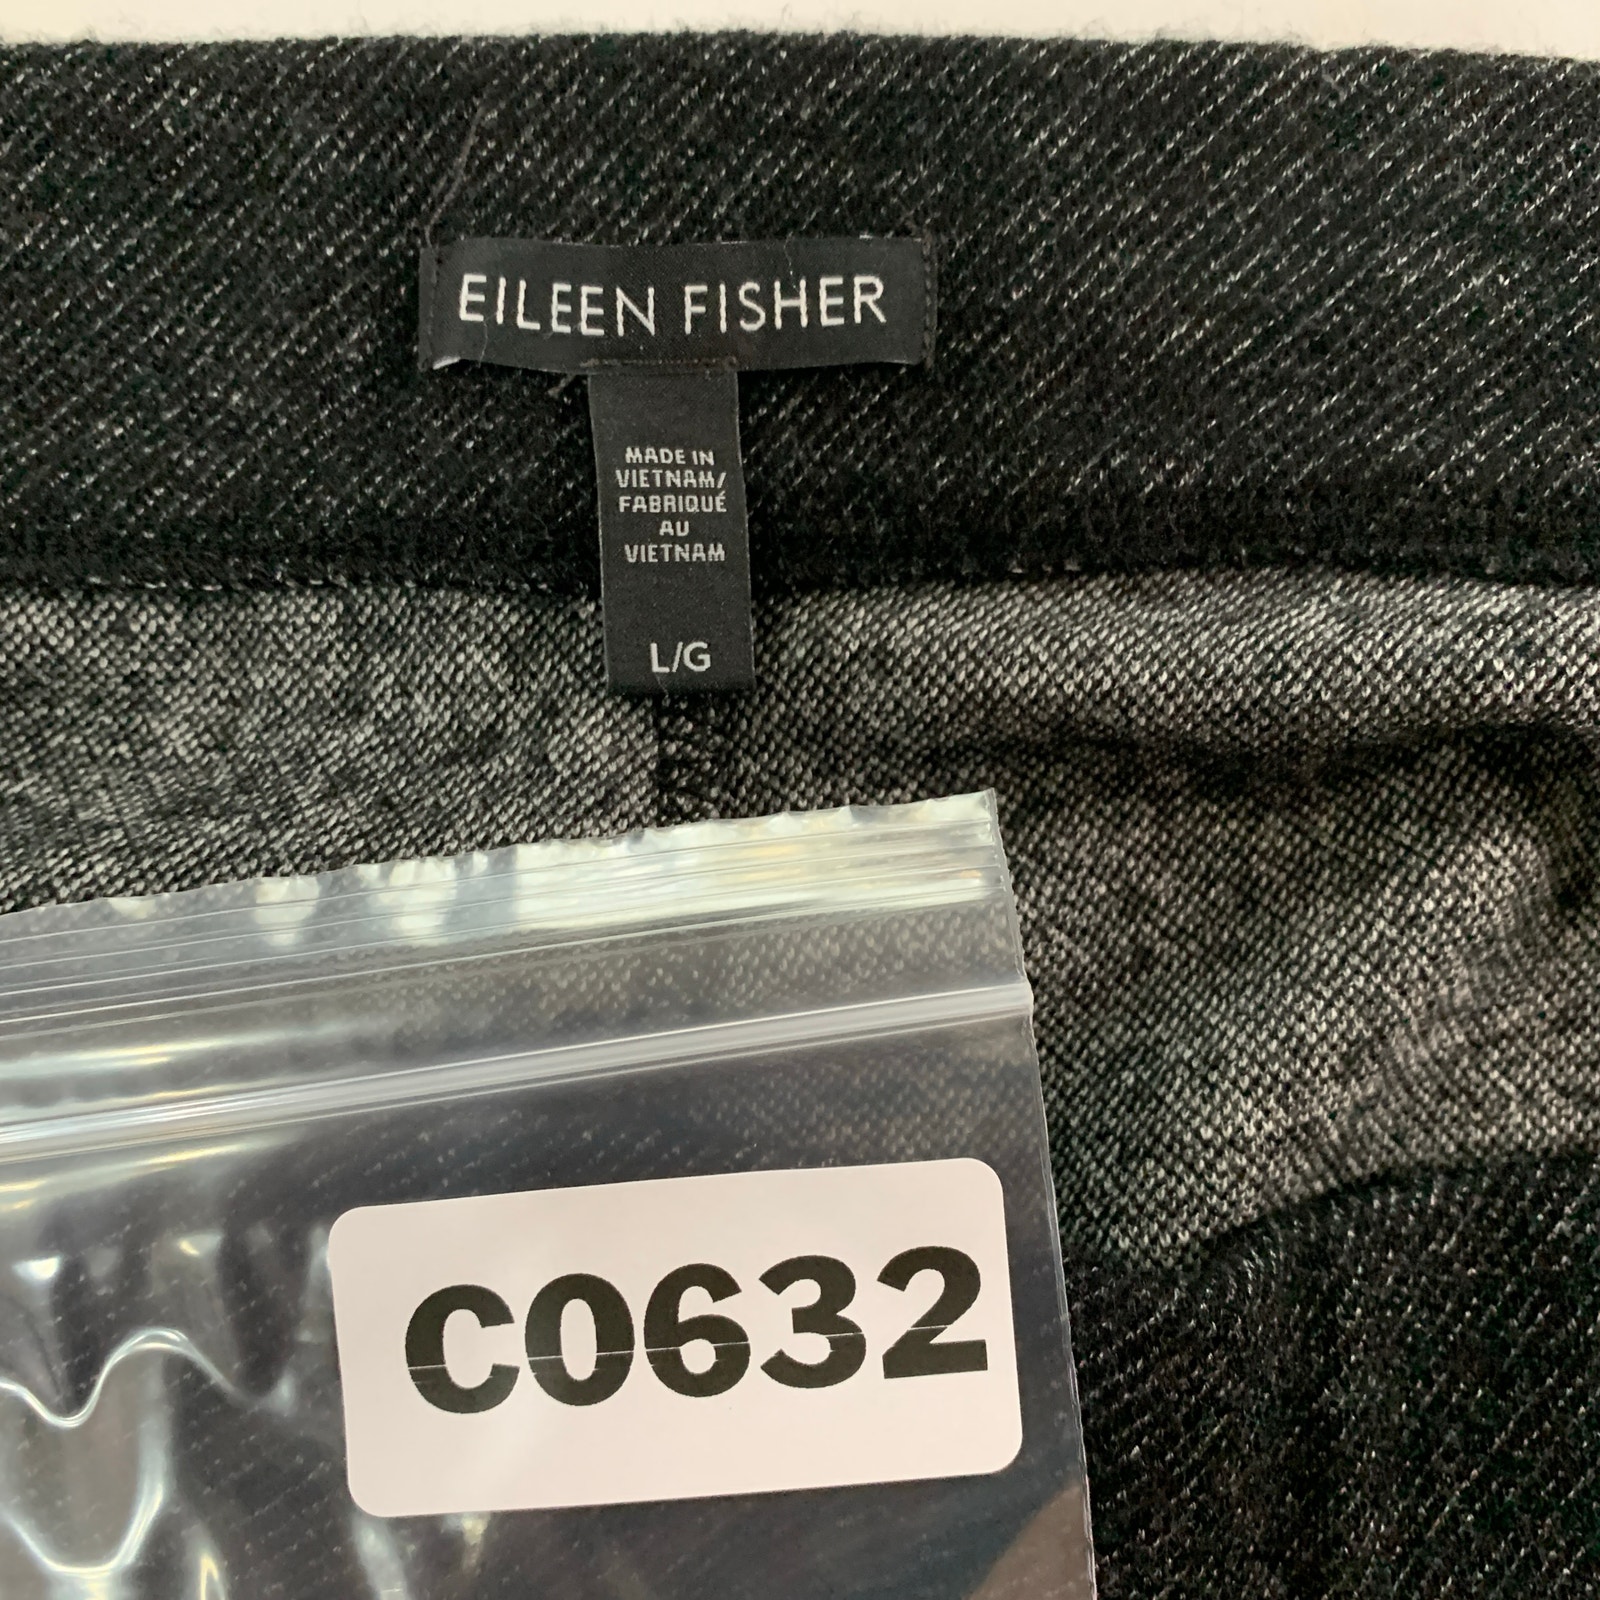 EILEEN FISHER
MADE IN
VIETNAM/
FABRIQUÉ
AU
VIETNAM
L/G
C0632